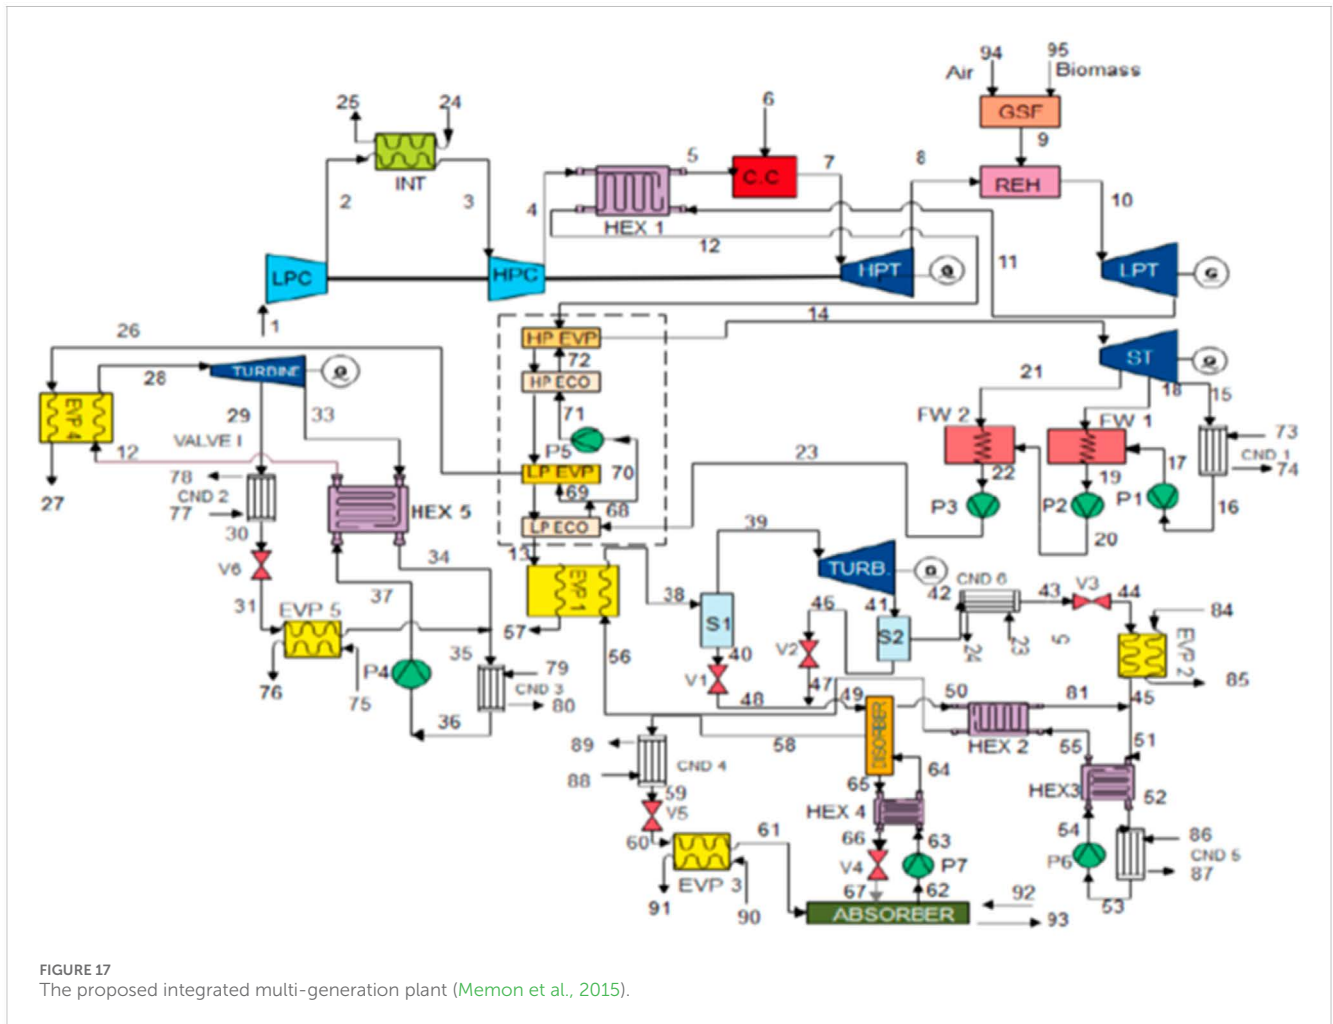 94
95
Air
Biomass
GSF
9
25
24
6
INT
2
3
5
C.C
7
8
REH
10
4
HEX 1
12
11
LPC
HPC
HPT
G
LPT
G
1
14
26
HP EVP
72
HP ECO
71
P5
LP EVP
70
69
68
LP ECO
13
28
TURBINE
G
29
33
EVP 4
12
VALVE I
78
CND 2
77
27
30
V6
31
HEX 5
34
37
EVP 5
76
75
P4
35
79
CND 3
80
36
ST
G
21
18
15
FW 2
FW 1
73
CND 1
74
23
22
19
17
P3
P2
P1
16
20
EVP 1
57
56
38
39
S1
40
V1
TURB.
G
46
41
V2
47
S2
42
CND 6
24
23
5
43
V3
44
84
EVP 2
85
45
48
49
50
81
DISORBER
HEX 2
55
51
58
89
CND 4
88
59
V5
60
EVP 3
61
91
90
65
64
HEX 4
66
63
V4
P7
67
62
ABSORBER
92
93
HEX3
52
54
P6
86
CND 5
87
53
FIGURE 17
The proposed integrated multi-generation plant (Memon et al., 2015).